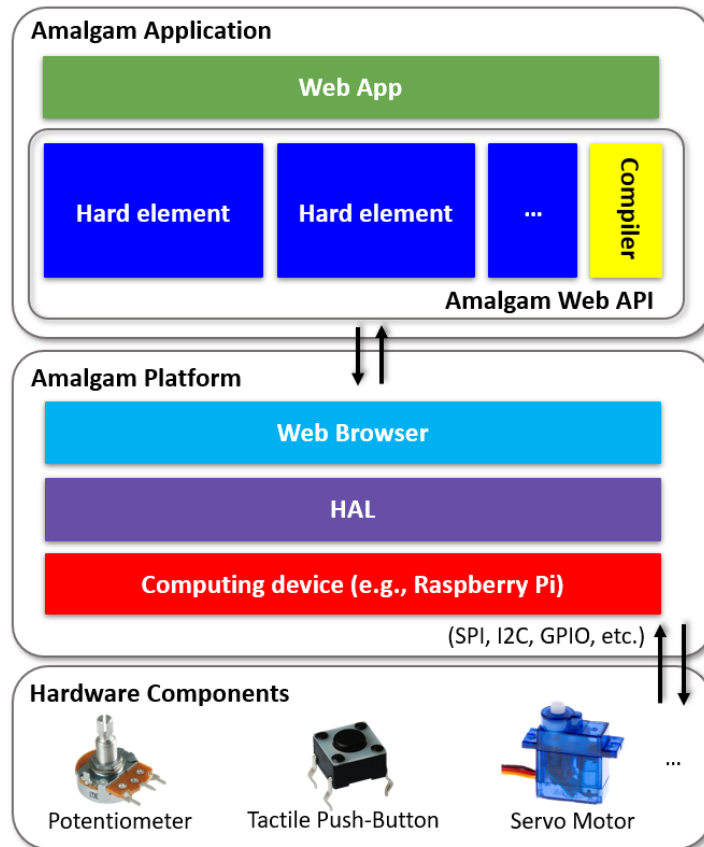 Amalgam Application
Web App
Hard element
Hard element
...
Compiler
Amalgam Web API
Amalgam Platform
Web Browser
HAL
Computing device (e.g., Raspberry Pi)
(SPI, I2C, GPIO, etc.)
Hardware Components
...
Potentiometer
Tactile Push-Button
Servo Motor